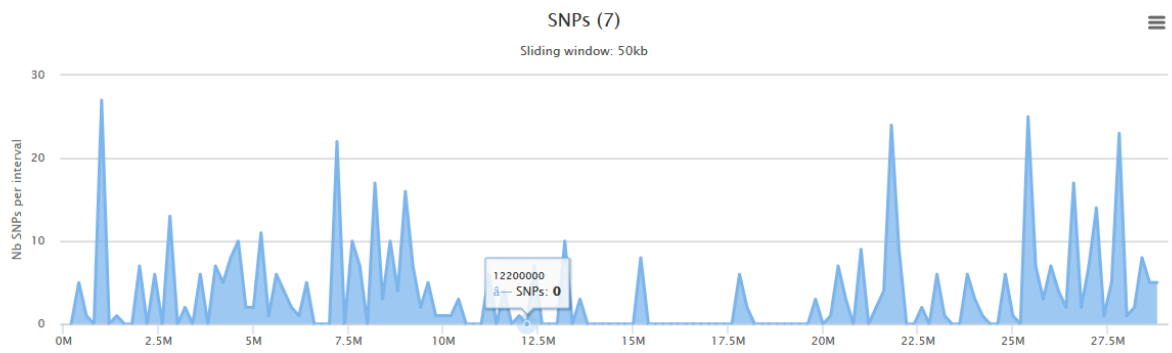 SNPs (7)
Sliding window: 50kb
Nb SNPs per interval
30
20
10
0
12200000
â— SNPs: 0
0M 2.5M 5M 7.5M 10M 12.5M 15M 17.5M 20M 22.5M 25M 27.5M